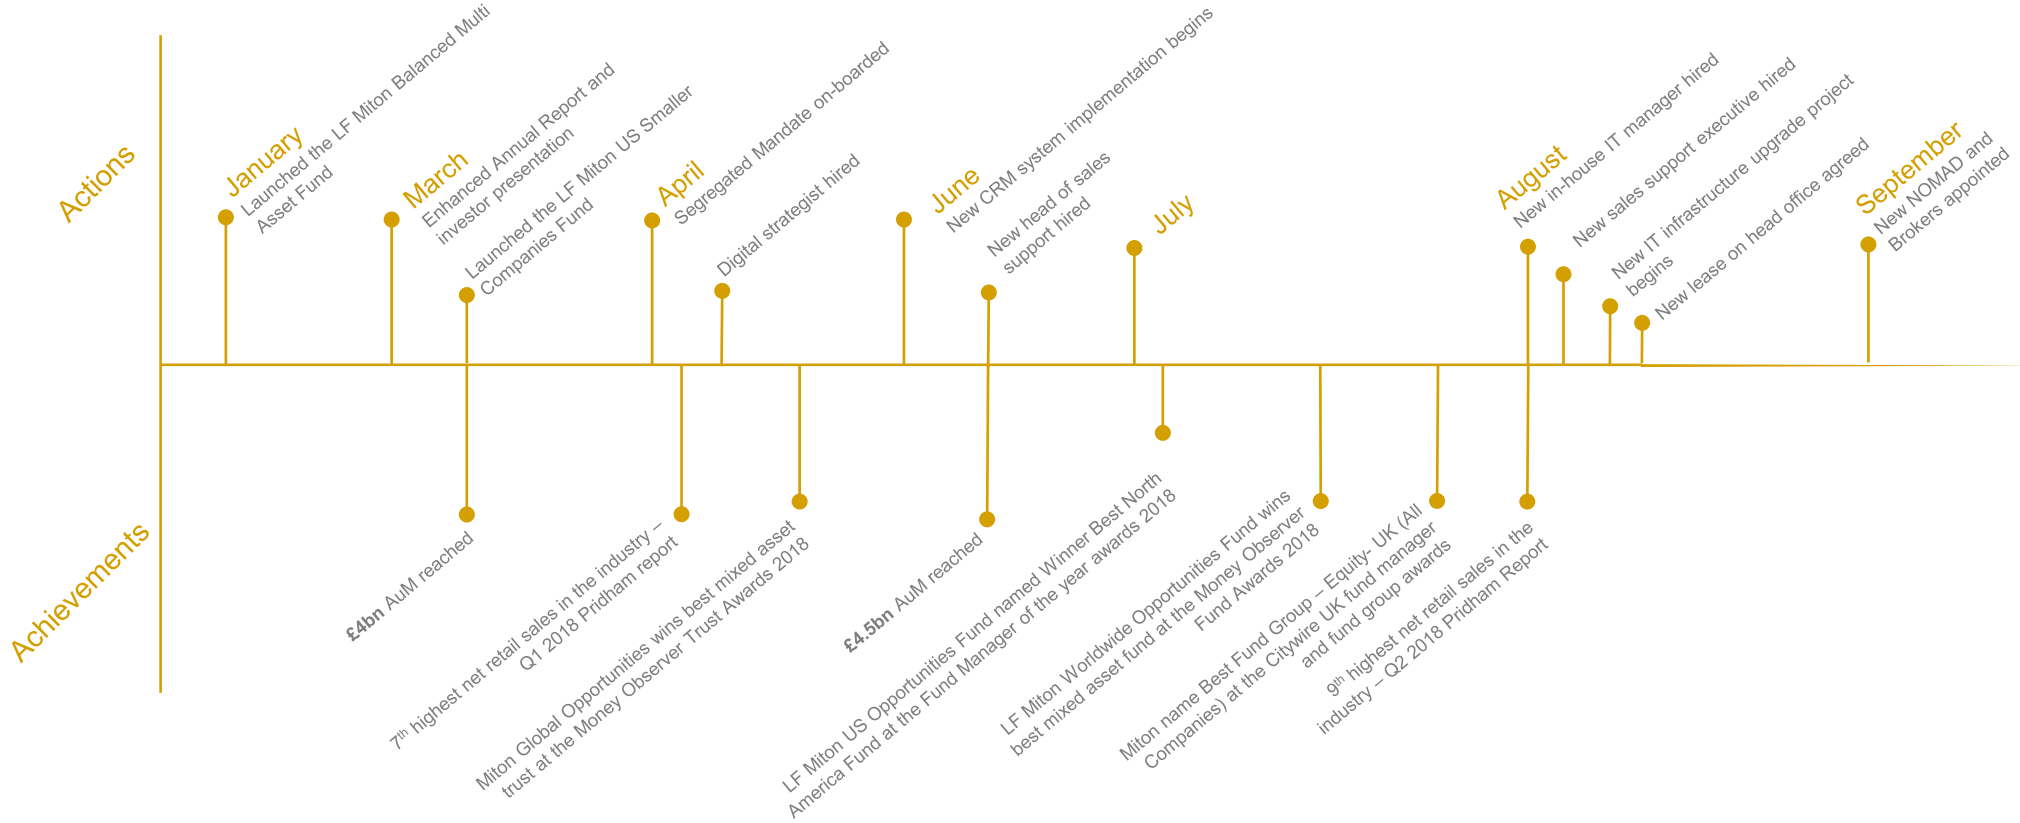 Actions
January
Launched the LF Miton Balanced Multi
Asset Fund
March
Enhanced Annual Report and
investor presentation
Launched the LF Miton US Smaller
Companies Fund
April
Segregated Mandate on-boarded
Digital strategist hired
June
New CRM system implementation begins
New head of sales
support hired
July
August
New in-house IT manager hired
New sales support executive hired
New IT infrastructure upgrade project
begins
New lease on head office agreed
September
New NOMAD and
Brokers appointed
Achievements
£4bn AuM reached
7th highest net retail sales in the industry –
Q1 2018 Pridham report
Miton Global Opportunities wins best mixed asset
trust at the Money Observer Trust Awards 2018
£4.5bn AuM reached
LF Miton US Opportunities Fund named Winner Best North
America Fund at the Fund Manager of the year awards 2018
LF Miton Worldwide Opportunities Fund wins
best mixed asset fund at the Money Observer
Fund Awards 2018
Miton name Best Fund Group – Equity- UK (All
Companies) at the Citywire UK fund manager
and fund group awards
9th highest net retail sales in the
industry – Q2 2018 Pridham Report